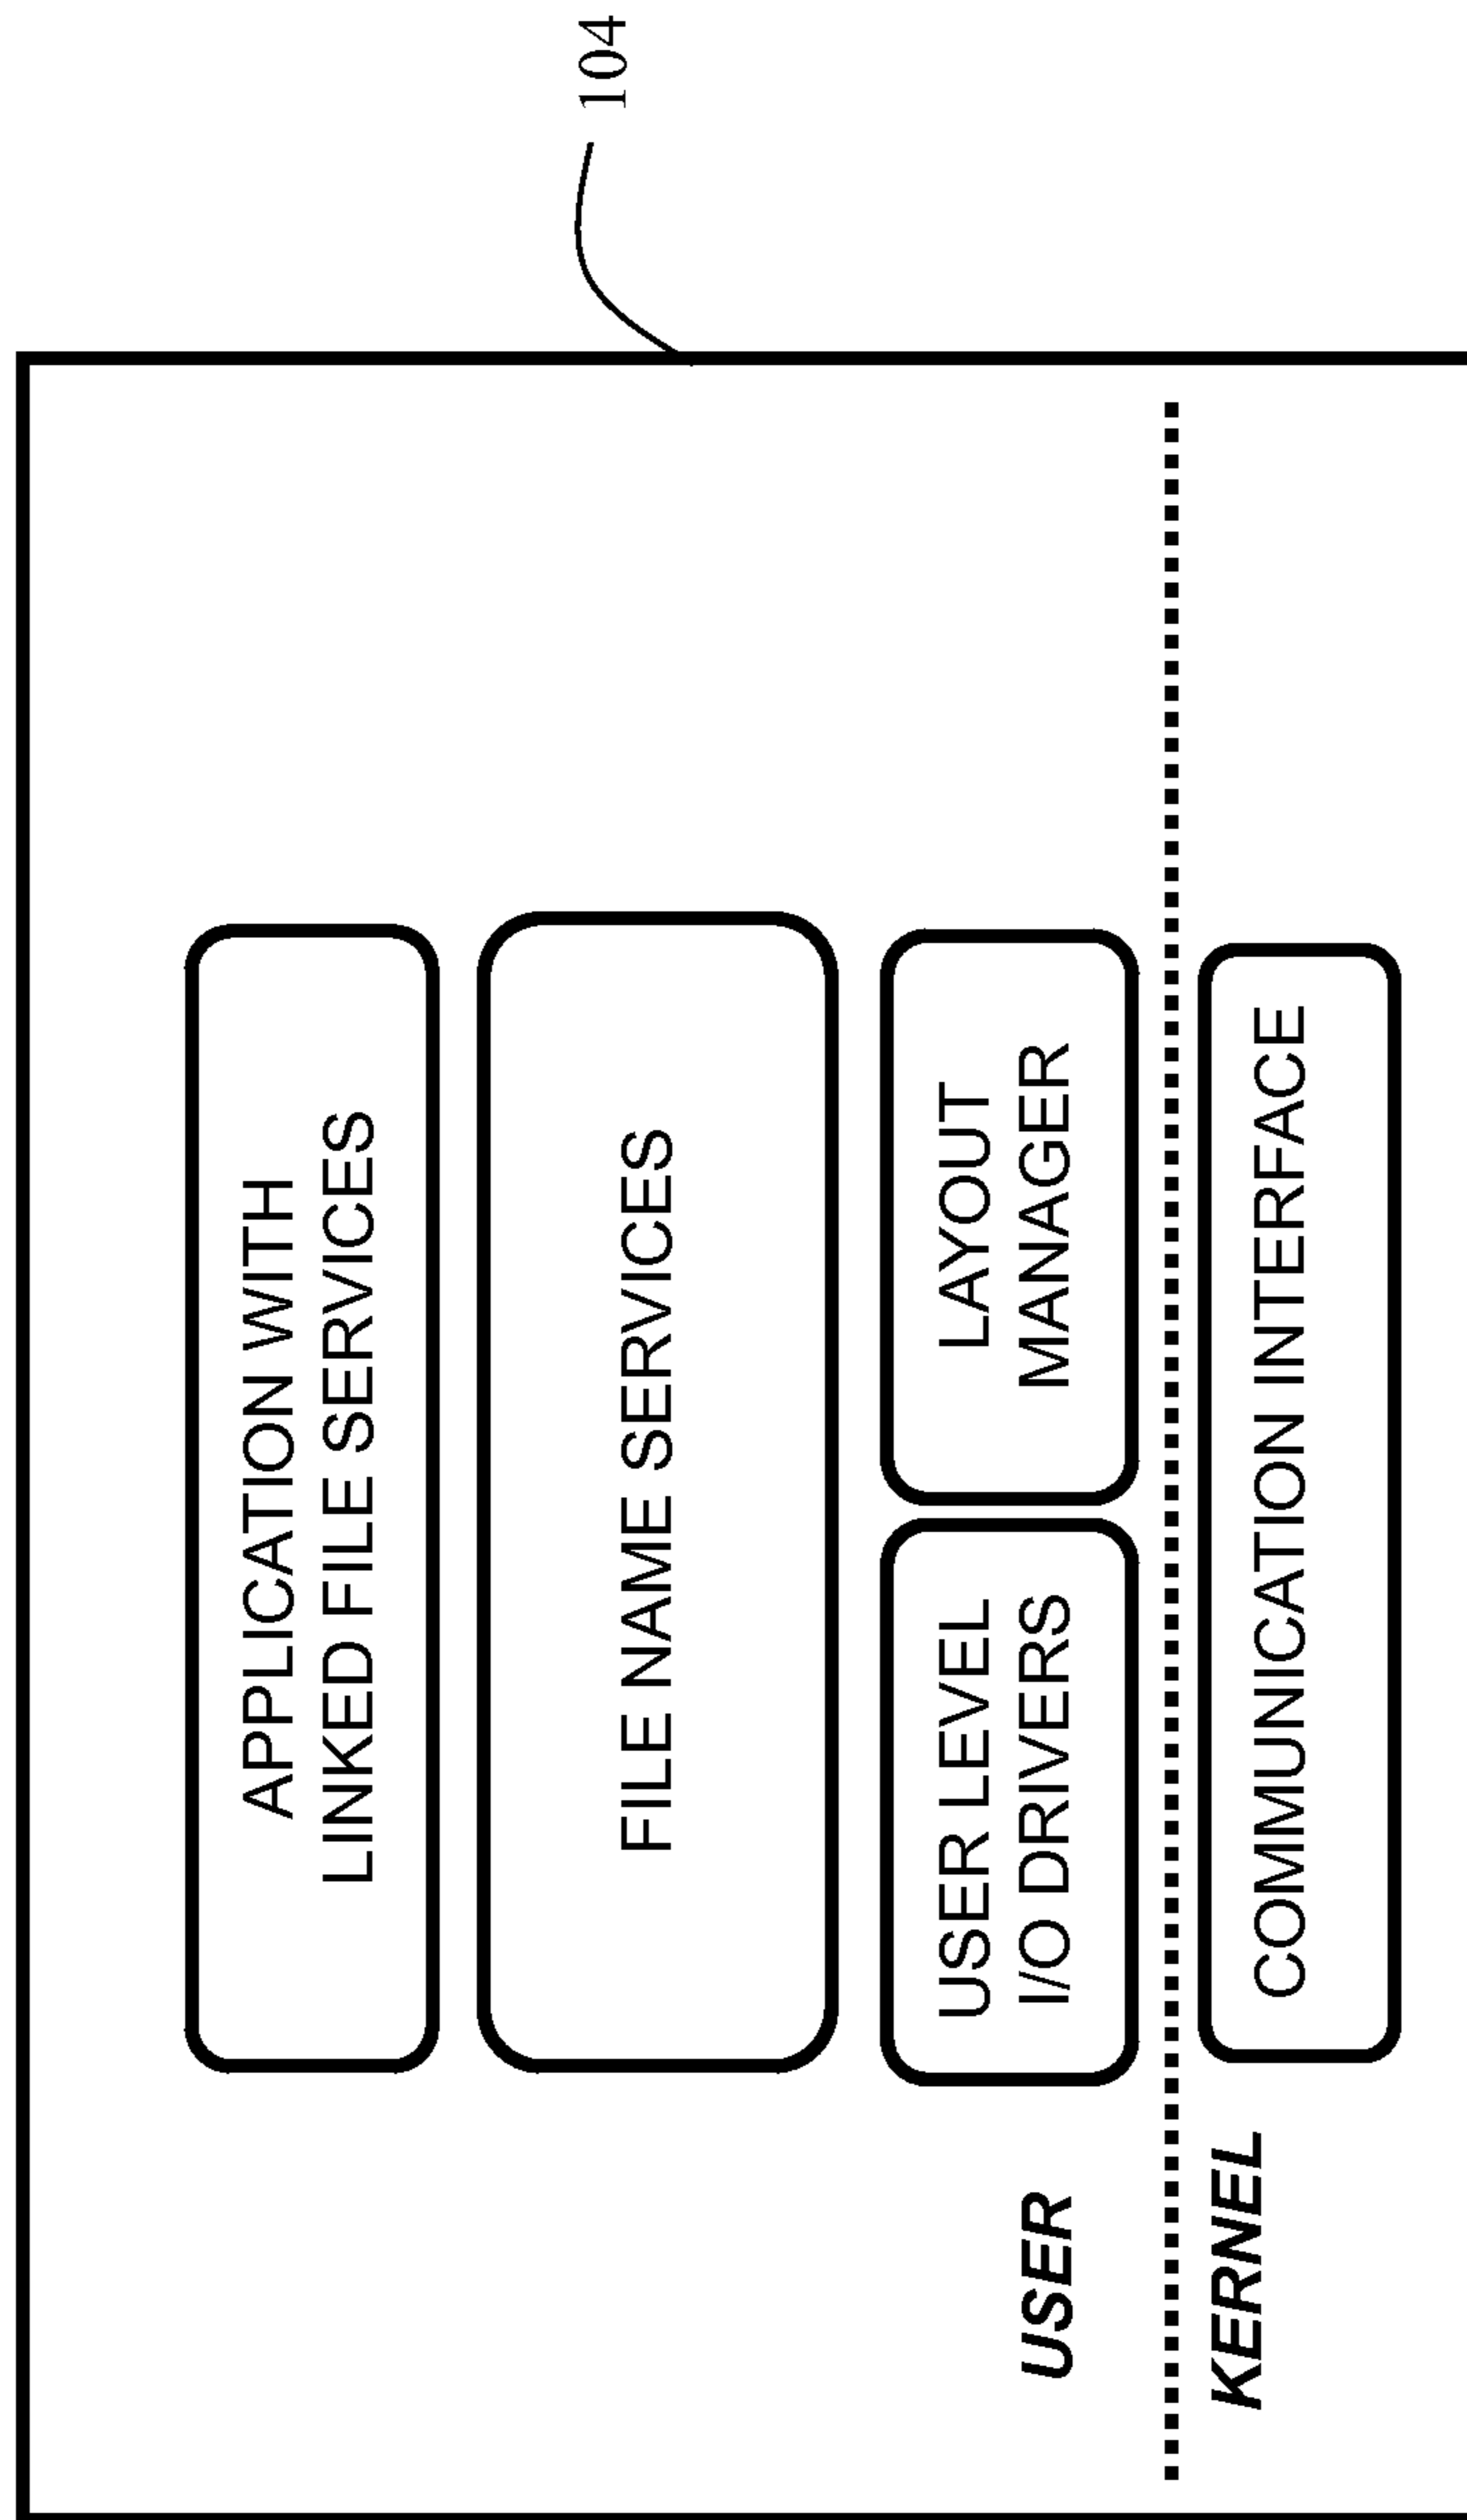 104
APPLICATION WITH
LINKED FILE SERVICES
FILE NAME SERVICES
USER LEVEL
I/O DRIVERS
LAYOUT
MANAGER
USER
KERNEL
COMMUNICATION INTERFACE